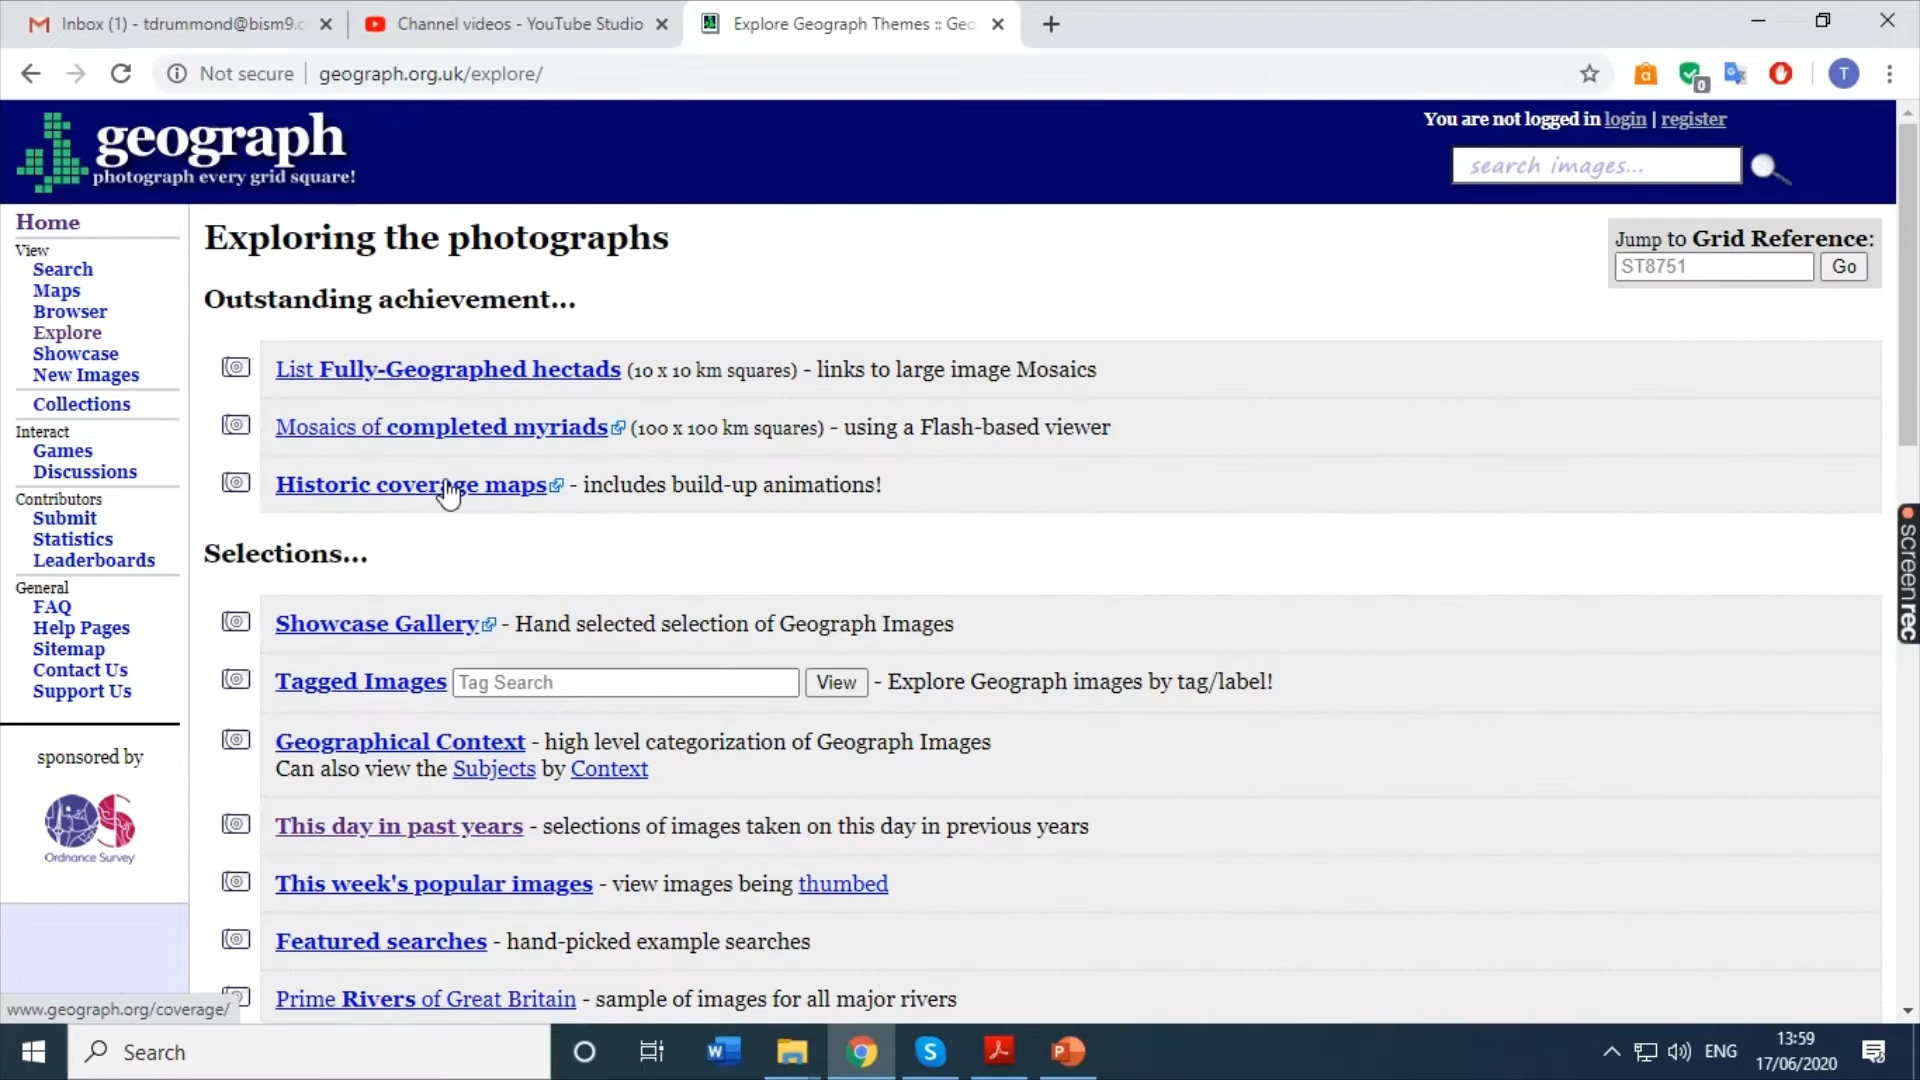 Inbox (1) - tdrummond@bism9.c
Channel videos - YouTube Studio
Explore Geograph Themes :: Geo
Not secure
geograph.org.uk/explore/
0
T
geograph
photograph every grid square!
You are not logged in login | register
search images...
Home
View
Search
Maps
Browser
Explore
Showcase
New Images
Collections
Interact
Games
Discussions
Contributors
Submit
Statistics
Leaderboards
General
FAQ
Help Pages
Sitemap
Contact Us
Support Us
sponsored by
OS
Ordnance Survey
Exploring the photographs
Jump to Grid Reference:
ST8751
Go
Outstanding achievement...
List Fully-Geographed hectads (10 x 10 km squares) - links to large image Mosaics
Mosaics of completed myriads (100 x 100 km squares) - using a Flash-based viewer
Historic coverage maps - includes build-up animations!
Selections...
Showcase Gallery - Hand selected selection of Geograph Images
Tagged Images Tag Search View - Explore Geograph images by tag/label!
Geographical Context - high level categorization of Geograph Images
Can also view the Subjects by Context
This day in past years - selections of images taken on this day in previous years
This week's popular images - view images being thumbed
Featured searches - hand-picked example searches
Prime Rivers of Great Britain - sample of images for all major rivers
www.geograph.org/coverage/
screenrec
Search
ENG
13:59
17/06/2020